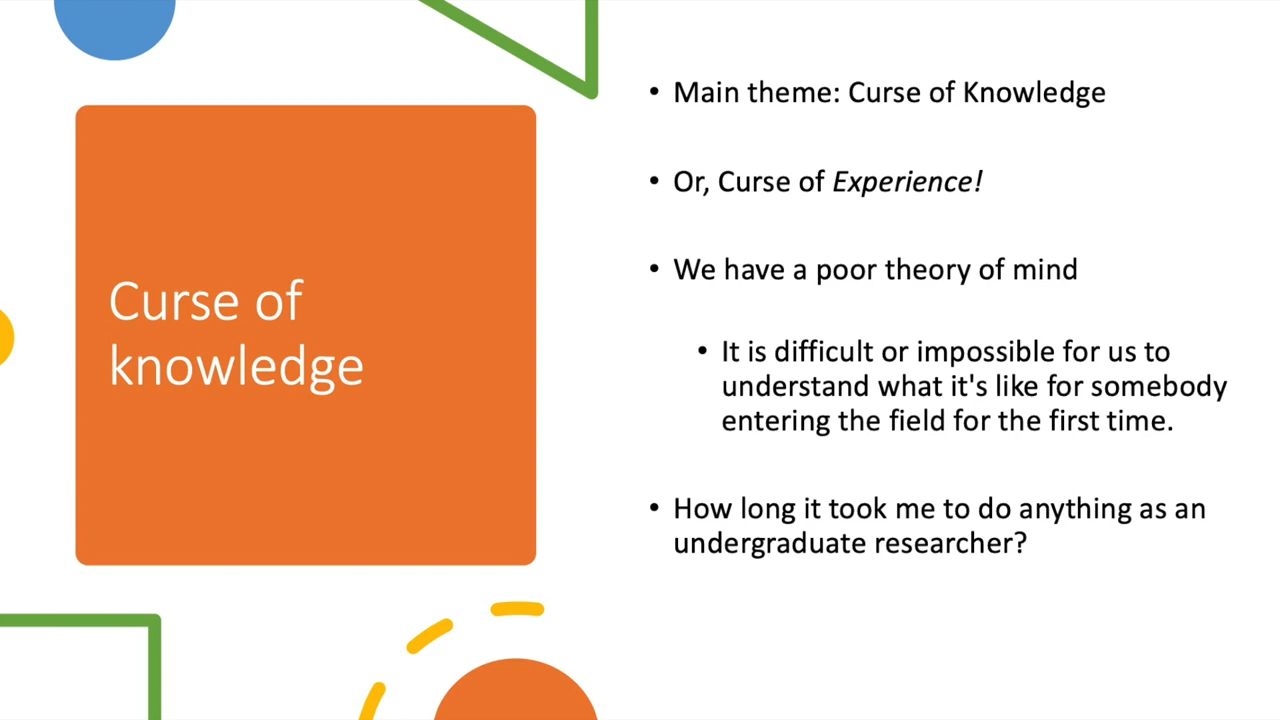 Curse of
knowledge
• Main theme: Curse of Knowledge
• Or, Curse of Experience!
• We have a poor theory of mind
• It is difficult or impossible for us to
understand what it's like for somebody
entering the field for the first time.
• How long it took me to do anything as an
undergraduate researcher?